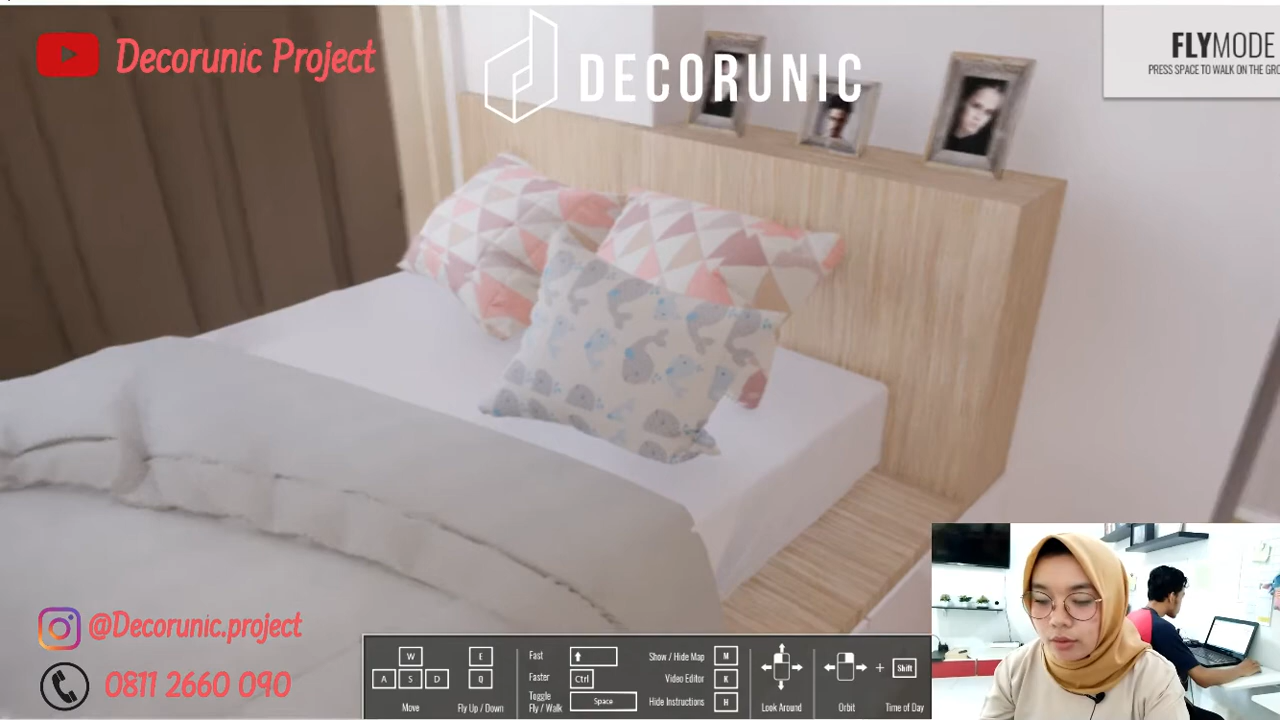 Decorunic Project
DECORUNIC
FLYMODE
PRESS SPACE TO WALK ON THE GRO
@Decorunic.project
0811 2660 090
W
A S D
Move
E
Q
Fly Up / Down
Fast
Faster
Ctrl
Toggle
Fly / Walk
Space
Show / Hide Map
M
Video Editor
K
Hide Instructions
H
Look Around
Orbit
+
Shift
Time of Day